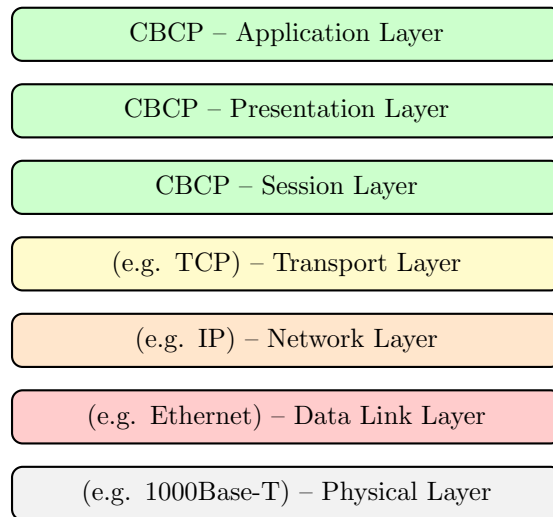 CBCP – Application Layer
CBCP – Presentation Layer
CBCP – Session Layer
(e.g. TCP) – Transport Layer
(e.g. IP) – Network Layer
(e.g. Ethernet) – Data Link Layer
(e.g. 1000Base-T) – Physical Layer